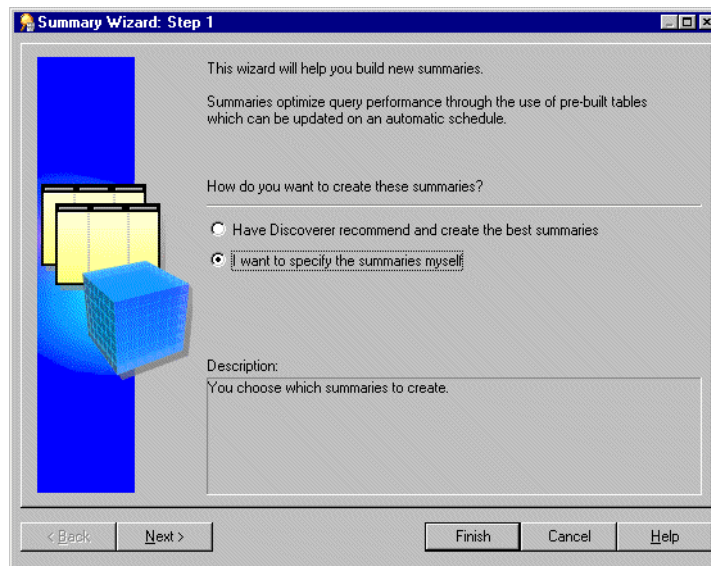 Summary Wizard: Step 1
This wizard will help you build new summaries.
Summaries optimize query performance through the use of pre-built tables
which can be updated on an automatic schedule.
How do you want to create these summaries?
Have Discoverer recommend and create the best summaries
I want to specify the summaries myself
Description:
You choose which summaries to create.
< Back
Next >
Finish
Cancel
Help